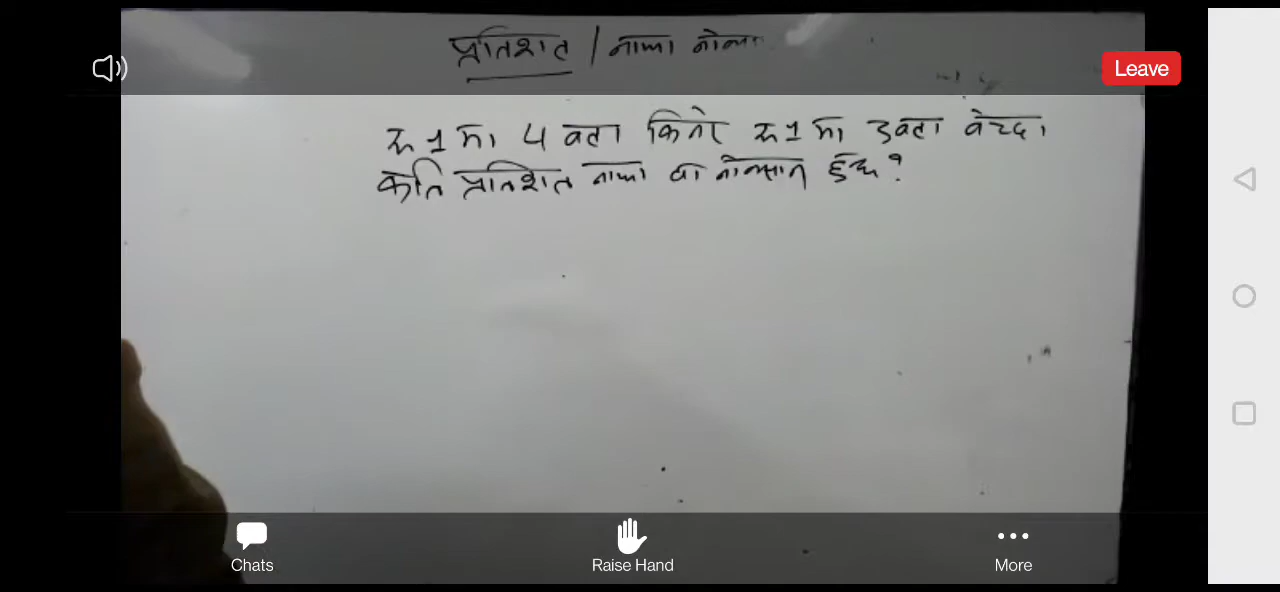 प्रतिशत / नाफा नोक्सा
Leave
रु 1 मा 4 वटा किनेर रु 1 मा 3 वटा बेच्दा
कति प्रतिशत नाफा वा नोक्सान हुन्छ ?
Chats
Raise Hand
More